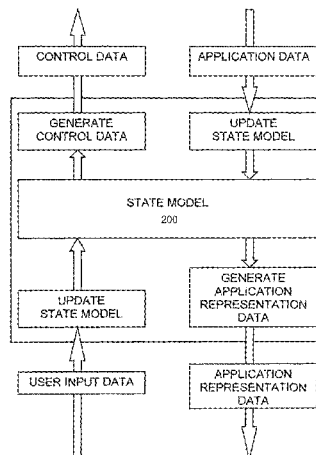 CONTROL DATA
APPLICATION DATA
GENERATE
CONTROL DATA
UPDATE
STATE MODEL
STATE MODEL
200
UPDATE
STATE MODEL
GENERATE
APPLICATION
REPRESENTATION
DATA
USER INPUT DATA
APPLICATION
REPRESENTATION
DATA